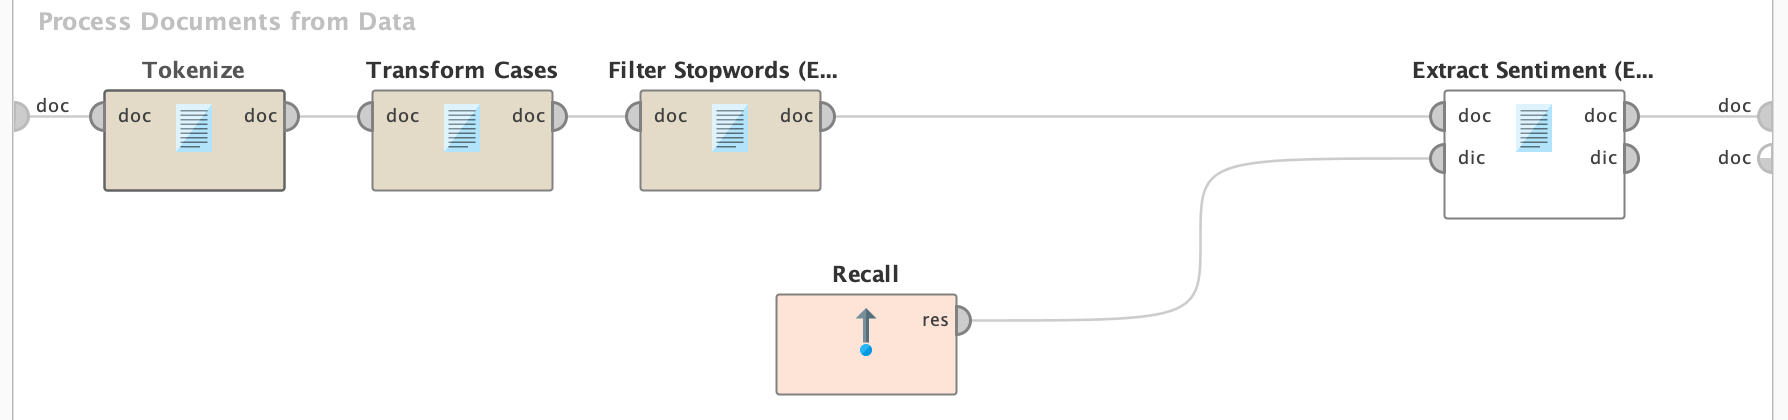 Process Documents from Data
Tokenize
Transform Cases
Filter Stopwords (E...
Extract Sentiment (E...
doc
doc
doc
doc
doc
doc
doc
doc
doc
doc
dic
dic
doc
Recall
res